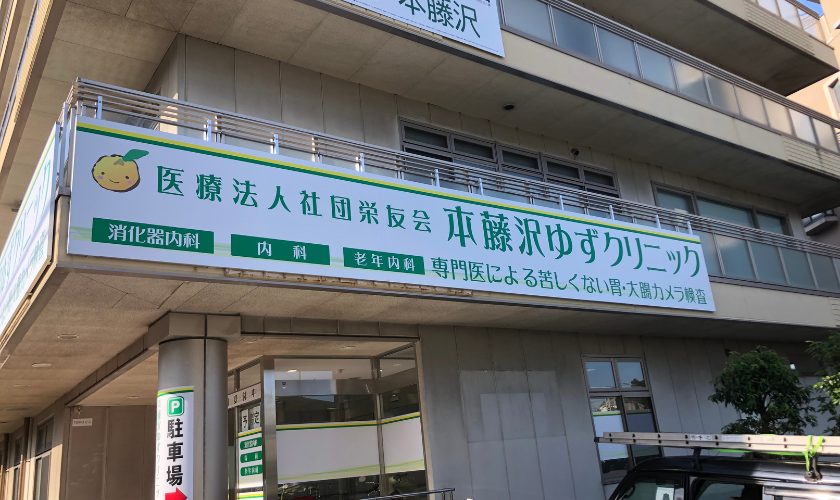 本藤沢
医療法人社団栄友会 本藤沢ゆずクリニック
消化器内科 内科 老年内科 専門医による苦しくない胃・大腸カメラ検査
P
駐車場